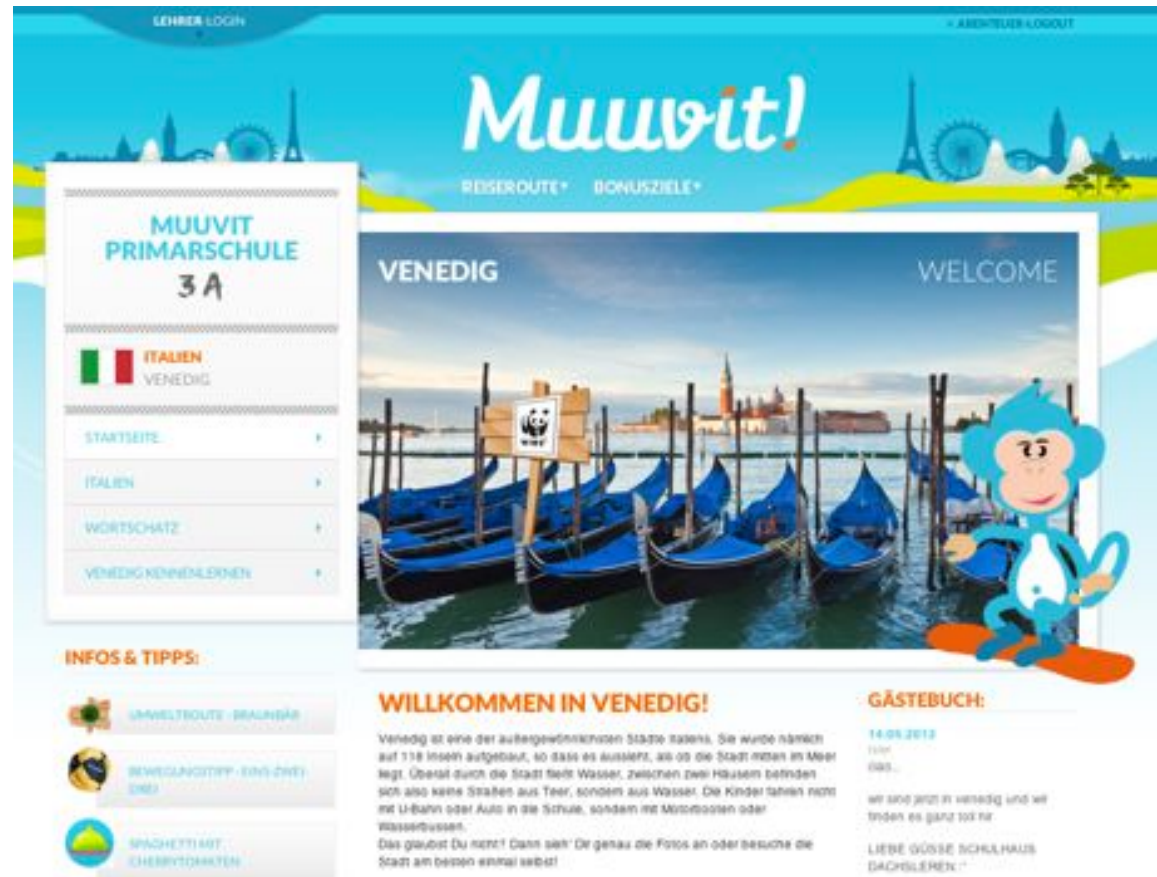 LEHRER-LOGIN
ABENTEUER-LOGOUT
Muuvit!
REISEROUTE
BONUSZIELE
MUUVIT
PRIMARSCHULE
3 A
ITALIEN
VENEDIG
STARTSEITE
ITALIEN
WORTSCHATZ
VENEDIG KENNENLERNEN
VENEDIG
WELCOME
WWF
INFOS & TIPPS:
UMWELTROUTE - BRAUNBÄR
BEWEGUNGSTIPP - EINS-ZWEI-
DREI
SPAGHETTI MIT
CHERRYTOMATEN
WILLKOMMEN IN VENEDIG!
Venedig ist eine der außergewöhnlichsten Städte Italiens. Sie wurde nämlich
auf 118 Inseln aufgebaut, so dass es aussieht, als ob die Stadt mitten im Meer
liegt. Überall durch die Stadt fließt Wasser, zwischen zwei Häusern befinden
sich also keine Straßen aus Teer, sondern aus Wasser. Die Kinder fahren nicht
mit U-Bahn oder Auto in die Schule, sondern mit Motorbooten oder
Wasserbussen.
Das glaubst Du nicht? Dann sieh' Dir genau die Fotos an oder besuche die
Stadt am besten einmal selbst!
GÄSTEBUCH:
14.05.2013
wir sind jetzt in venedig und wir
finden es ganz toll hir
LIEBE GÜSSE SCHULHAUS
DACHSLEREN